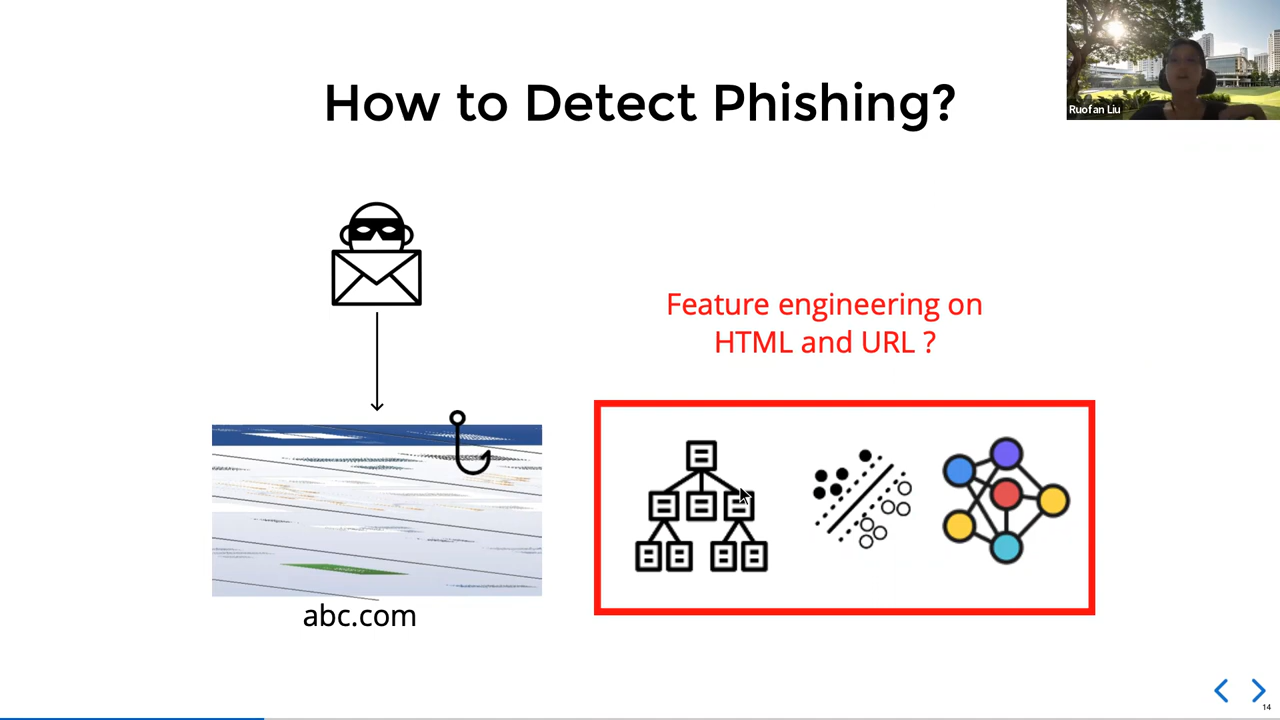 How to Detect Phishing?
Ruofan Liu
Feature engineering on
HTML and URL ?
abc.com
14